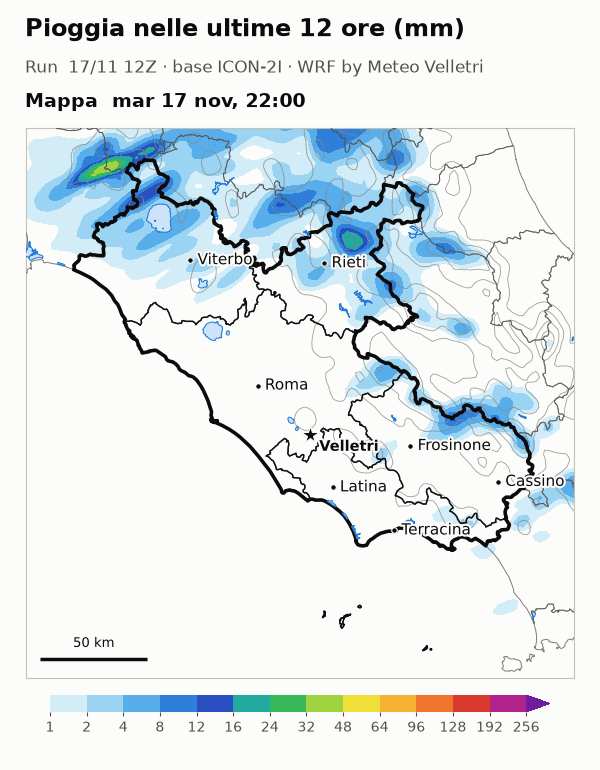 Pioggia nelle ultime 12 ore (mm)
Run  17/11 12Z · base ICON-2I · WRF by Meteo Velletri
Mappa  mar 17 nov, 22:00
Viterbo
Rieti
Roma
Velletri
Frosinone
Latina
Cassino
Terracina
50 km
1 2 4 8 12 16 24 32 48 64 96 128 192 256